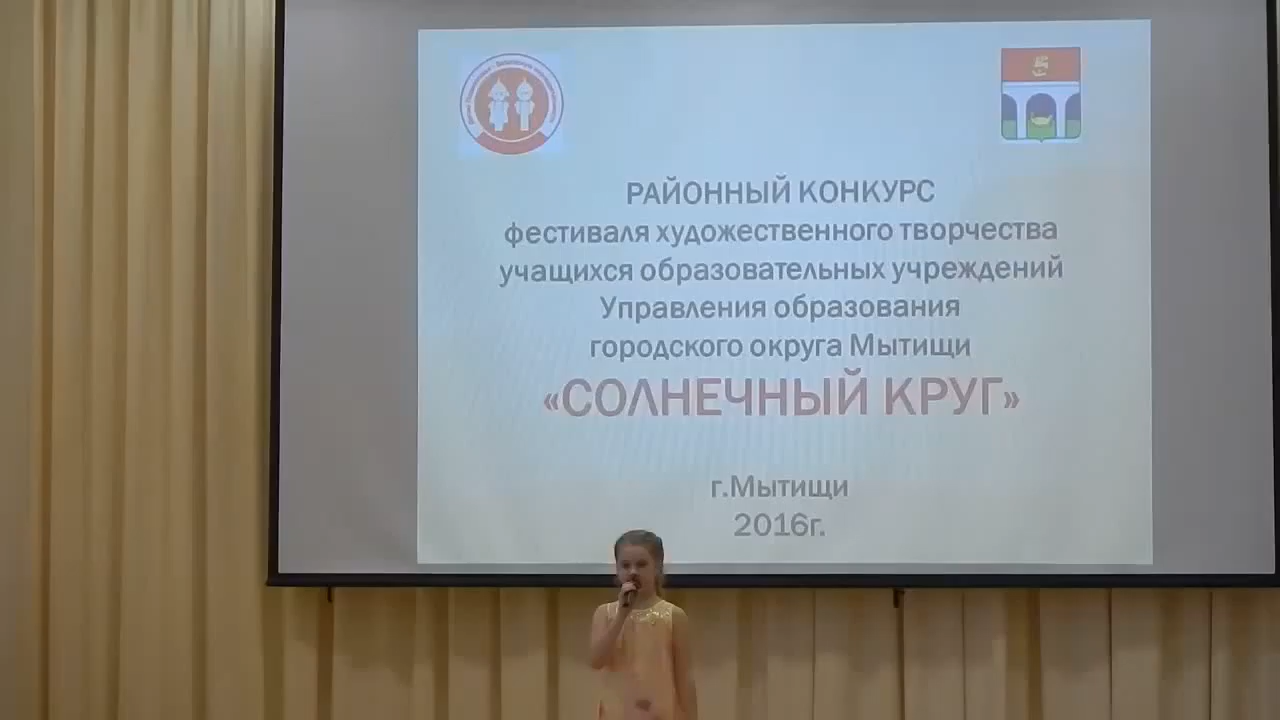 РАЙОННЫЙ КОНКУРС
фестиваля художественного творчества
учащихся образовательных учреждений
Управления образования
городского округа Мытищи
«СОЛНЕЧНЫЙ КРУГ»
г.Мытищи
2016г.